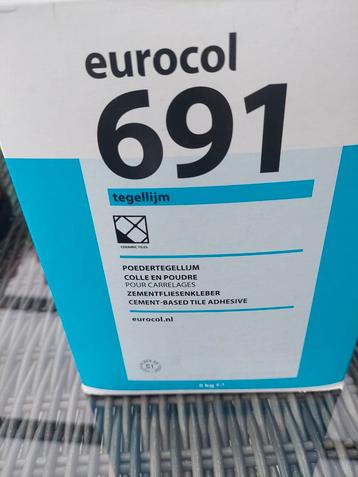 eurocol
691
tegellijm
CERAMIC TILES
POEDERTEGELLIJM
COLLE EN POUDRE
POUR CARRELAGES
ZEMENTFLIESENKLEBER
CEMENT-BASED TILE ADHESIVE
eurocol.nl
5 kg e